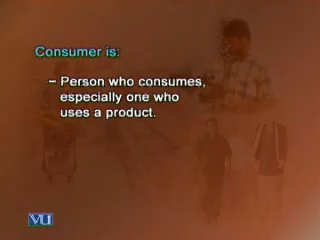 Consumer is:
– Person who consumes,
especially one who
uses a product.
VU